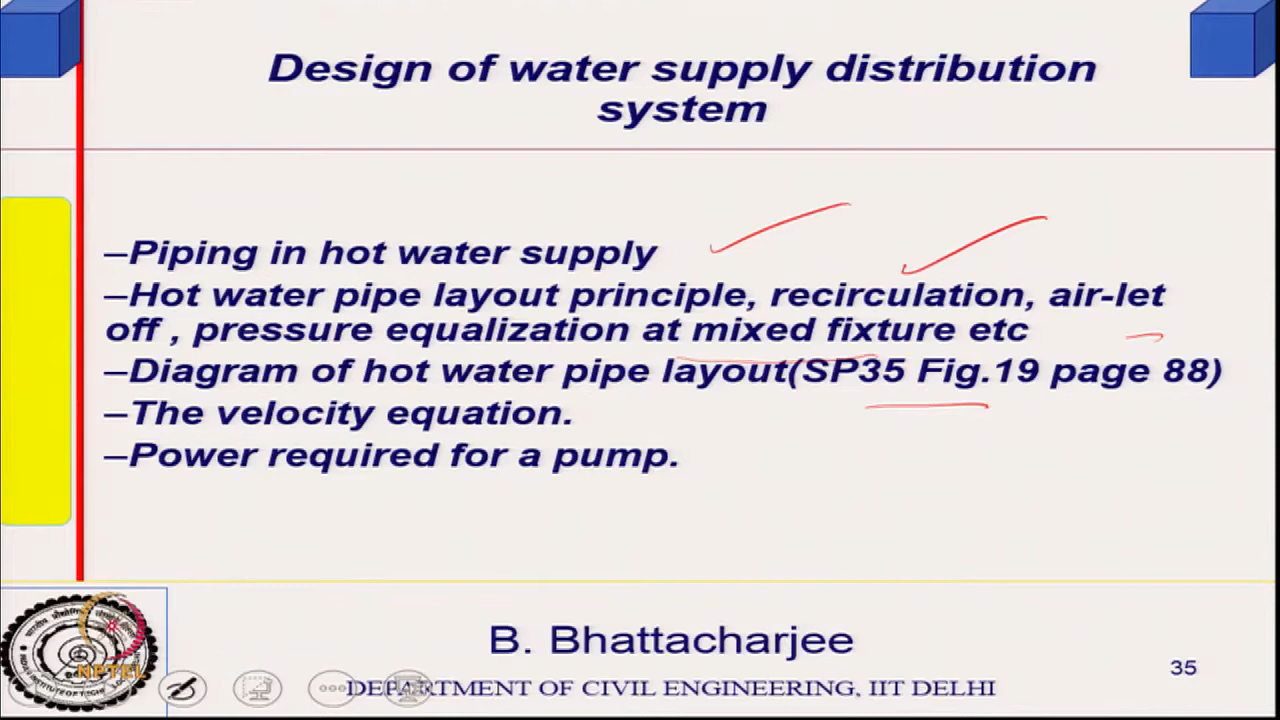 Design of water supply distribution
system
–Piping in hot water supply
–Hot water pipe layout principle, recirculation, air-let
off , pressure equalization at mixed fixture etc
–Diagram of hot water pipe layout(SP35 Fig.19 page 88)
–The velocity equation.
–Power required for a pump.
NPTEL
B. Bhattacharjee
DEPARTMENT OF CIVIL ENGINEERING, IIT DELHI
35